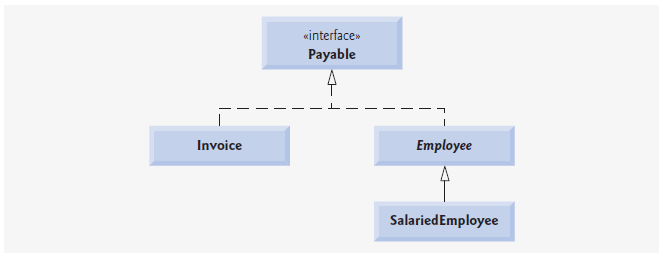 «interface»
Payable
Invoice
Employee
SalariedEmployee